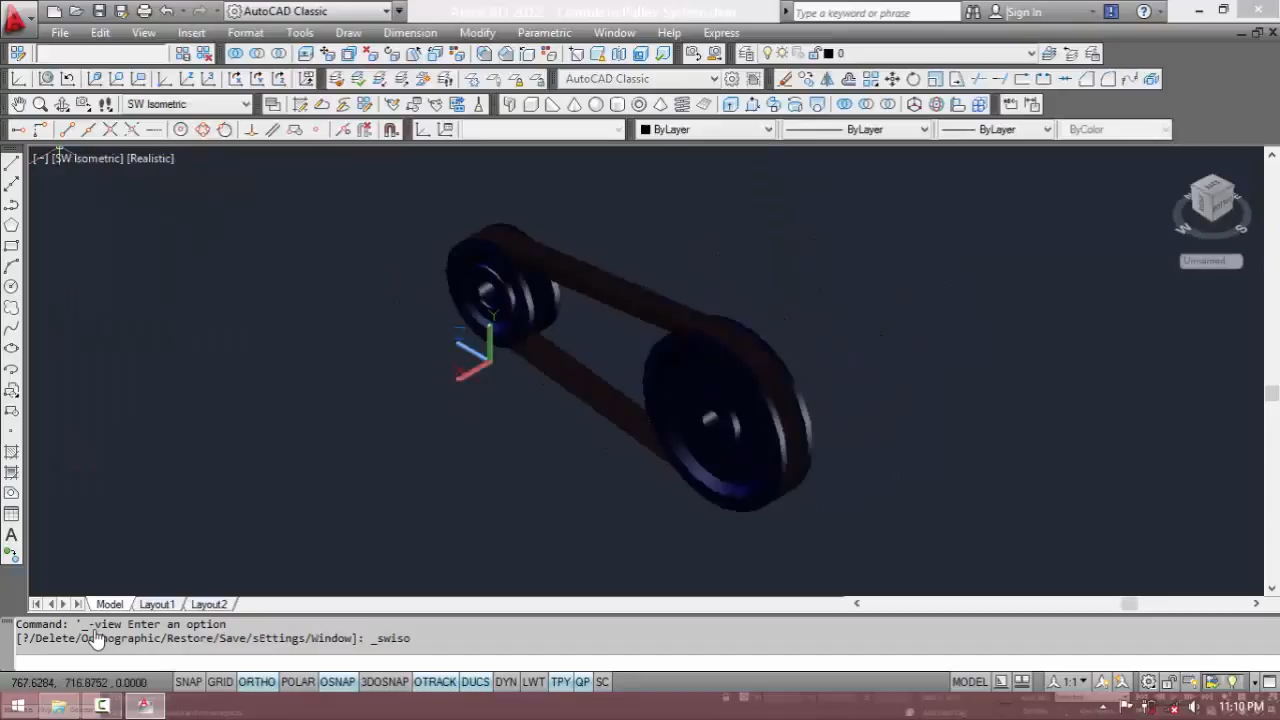 AutoCAD Classic
Type a keyword or phrase
Sign In
File Edit View Insert Format Tools Draw Dimension Modify Parametric Window Help Express
0
AutoCAD Classic
SW Isometric
ByLayer
ByLayer
ByLayer
ByColor
[−] [SW Isometric] [Realistic]
W S
Unnamed
Y
Model Layout1 Layout2
Command: '_-view Enter an option
[?/Delete/Orthographic/Restore/Save/sEttings/Window]: _swiso
767.6284, 716.8752, 0.0000
SNAP GRID ORTHO POLAR OSNAP 3DOSNAP OTRACK DUCS DYN LWT TPY QP SC
MODEL
1:1
11:10 PM